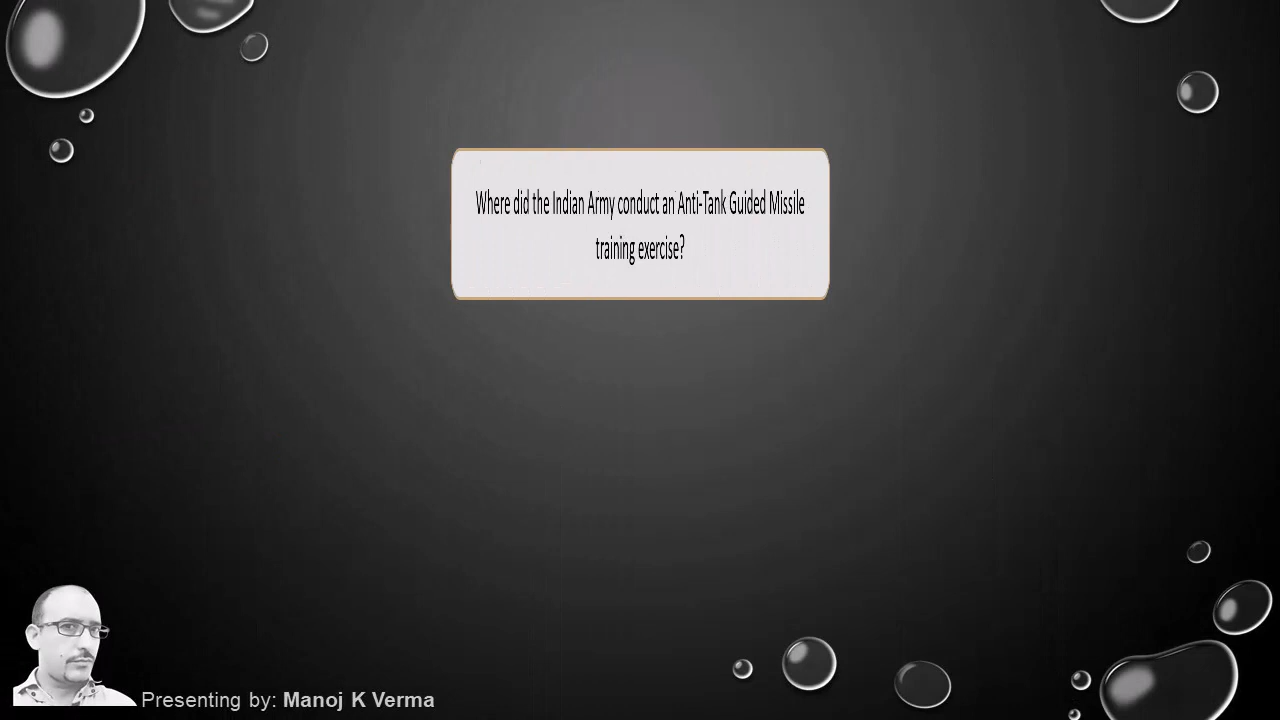 Where did the Indian Army conduct an Anti-Tank Guided Missile
training exercise?
Presenting by: Manoj K Verma